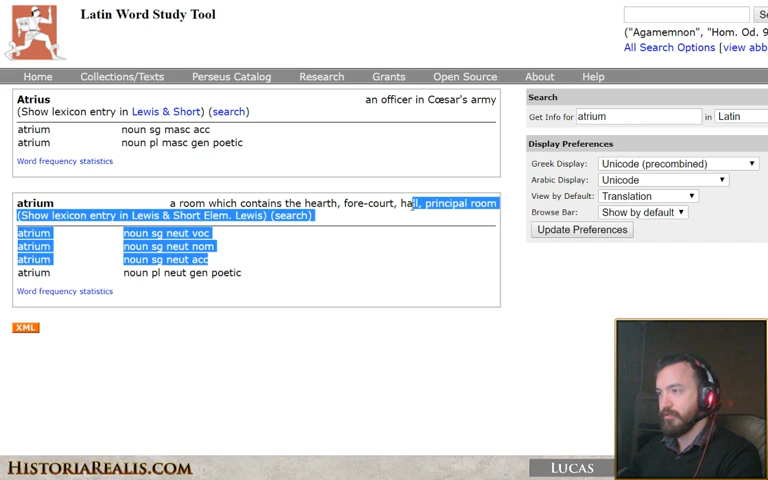 Latin Word Study Tool
("Agamemnon", "Hom. Od. 9
All Search Options [view abb
Home Collections/Texts Perseus Catalog Research Grants Open Source About Help
Atrius an officer in Cœsar's army
(Show lexicon entry in Lewis & Short) (search)
atrium noun sg masc acc
atrium noun pl masc gen poetic
Word frequency statistics
atrium a room which contains the hearth, fore-court, hall, principal room
(Show lexicon entry in Lewis & Short Elem. Lewis) (search)
atrium noun sg neut voc
atrium noun sg neut nom
atrium noun sg neut acc
atrium noun pl neut gen poetic
Word frequency statistics
XML
Se
Search
Get Info for atrium in Latin
Display Preferences
Greek Display: Unicode (precombined)
Arabic Display: Unicode
View by Default: Translation
Browse Bar: Show by default
Update Preferences
HISTORIAREALIS.COM
LUCAS